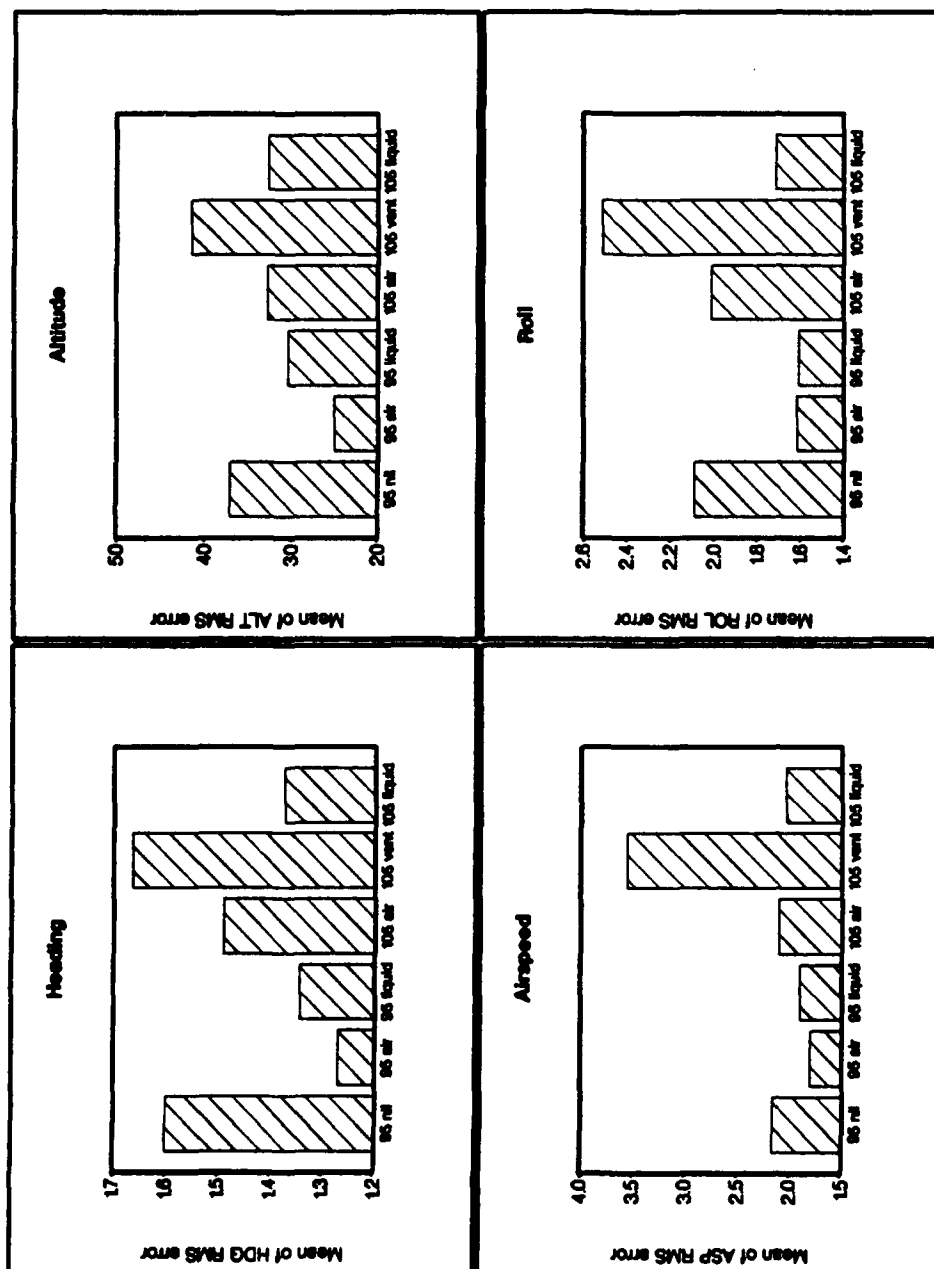 Heading
Mean of HDG RMS error
1.7
1.6
1.5
1.4
1.3
1.2
95 nil 95 air 95 liquid 105 air 105 vent 105 liquid
Altitude
Mean of ALT RMS error
50
40
30
20
95 nil 95 air 95 liquid 105 air 105 vent 105 liquid
Airspeed
Mean of ASP RMS error
4.0
3.5
3.0
2.5
2.0
1.5
95 nil 95 air 95 liquid 105 air 105 vent 105 liquid
Roll
Mean of ROL RMS error
2.6
2.4
2.2
2.0
1.8
1.6
1.4
95 nil 95 air 95 liquid 105 air 105 vent 105 liquid